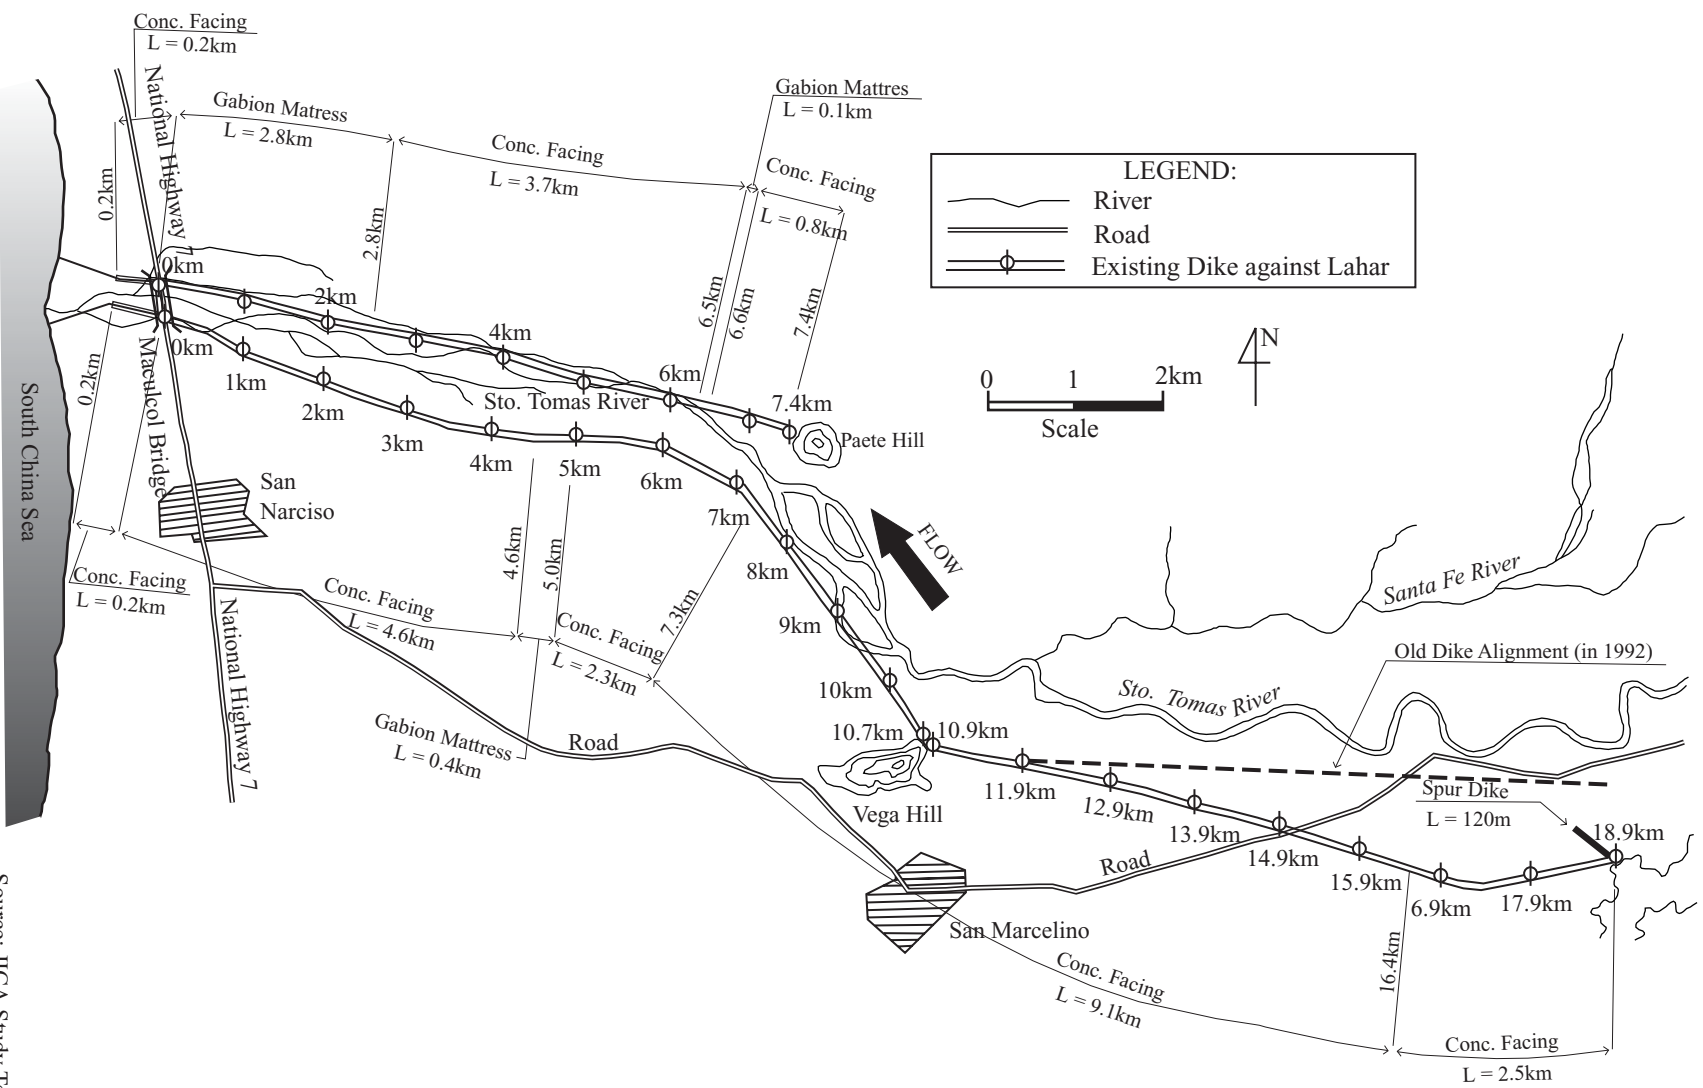 Conc. Facing
L = 0.2km
National Highway 7
Gabion Matress
L = 2.8km
Conc. Facing
L = 3.7km
Gabion Mattres
L = 0.1km
Conc. Facing
L = 0.8km
LEGEND:
River
Road
Existing Dike against Lahar
0.2km
2.8km
6.5km
6.6km
7.4km
0km
2km
4km
6km
7.4km
Paete Hill
N
0 1 2km
Scale
0km
1km
2km
3km
4km
5km
6km
7km
8km
9km
10km
10.7km
10.9km
11.9km
12.9km
13.9km
14.9km
15.9km
6.9km
17.9km
18.9km
Sto. Tomas River
0.2km
Maculcol Bridge
South China Sea
San
Narciso
FLOW
Santa Fe River
Old Dike Alignment (in 1992)
Sto. Tomas River
Conc. Facing
L = 0.2km
Conc. Facing
L = 4.6km
4.6km
5.0km
Conc. Facing
L = 2.3km
7.3km
National Highway 7
Gabion Mattress
L = 0.4km
Road
Vega Hill
Spur Dike
L = 120m
Road
San Marcelino
16.4km
Conc. Facing
L = 9.1km
Conc. Facing
L = 2.5km